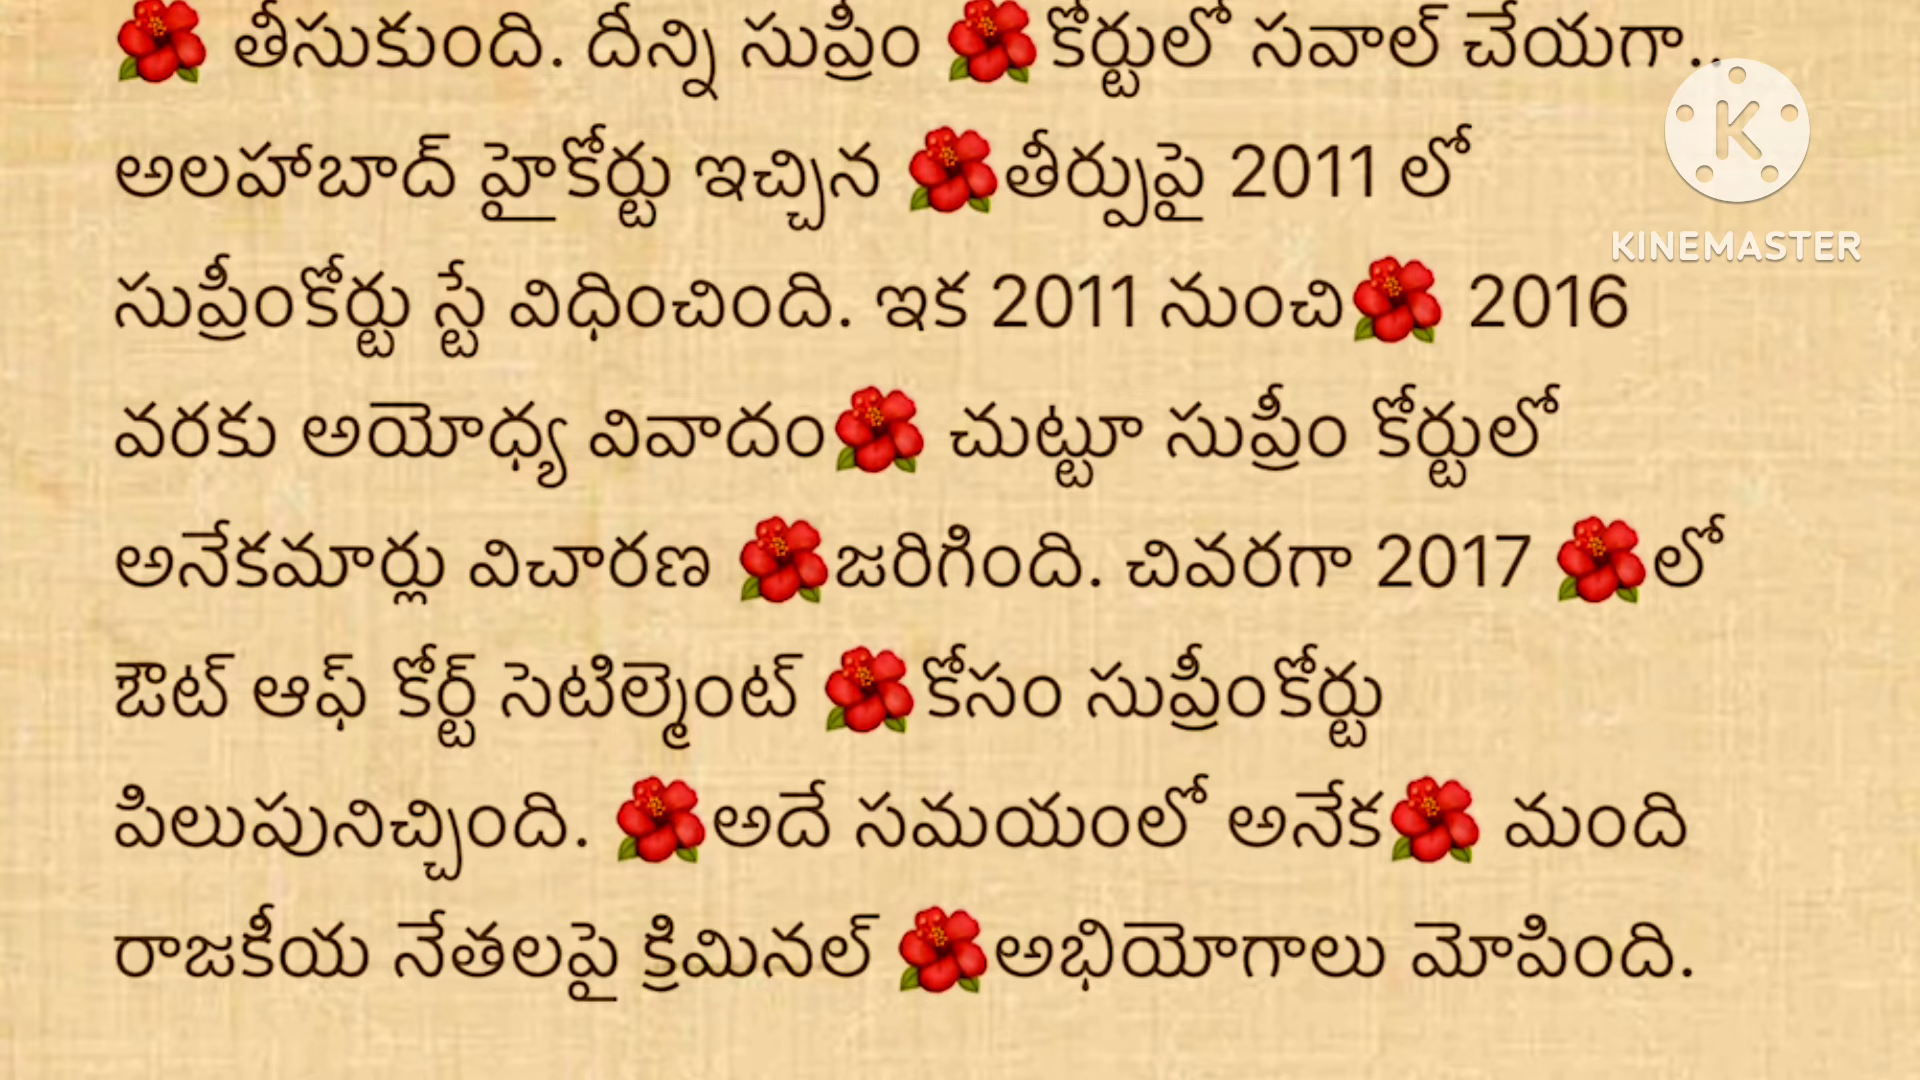 🌺 తీసుకుంది. దీన్ని సుప్రీం 🌺కోర్టులో సవాల్ చేయగా..
అలహాబాద్ హైకోర్టు ఇచ్చిన 🌺తీర్పుపై 2011 లో
సుప్రీంకోర్టు స్టే విధించింది. ఇక 2011 నుంచి🌺 2016
వరకు అయోధ్య వివాదం🌺 చుట్టూ సుప్రీం కోర్టులో
అనేకమార్లు విచారణ 🌺జరిగింది. చివరగా 2017 🌺లో
ఔట్ ఆఫ్ కోర్ట్ సెటిల్మెంట్ 🌺కోసం సుప్రీంకోర్టు
పిలుపునిచ్చింది. 🌺అదే సమయంలో అనేక🌺 మంది
రాజకీయ నేతలపై క్రిమినల్ 🌺అభియోగాలు మోపింది.
K
KINEMASTER